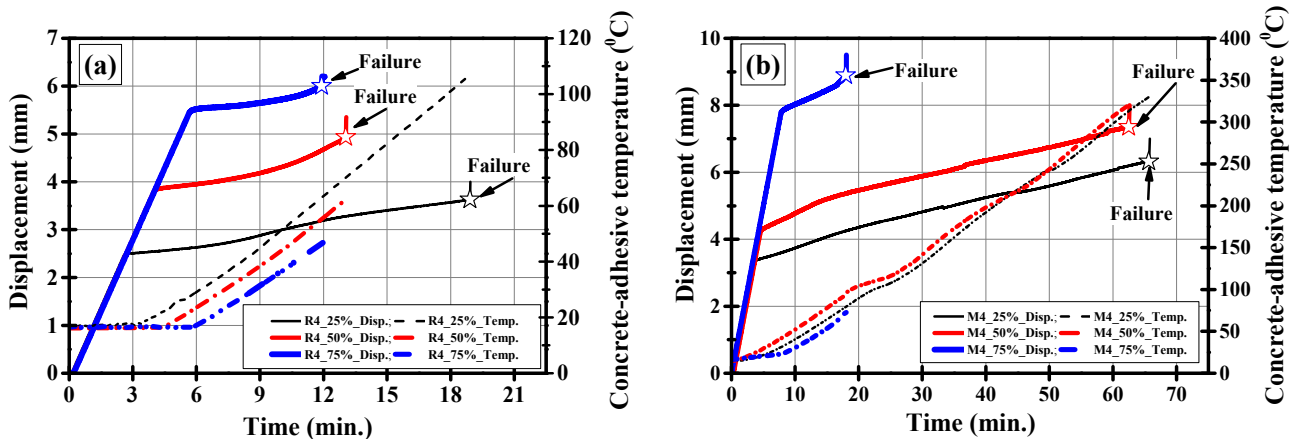 (a)
Displacement (mm)
7
6
5
4
3
2
1
0
Failure
Failure
Failure
R4_25%_Disp.; R4_25%_Temp.
R4_50%_Disp.; R4_50%_Temp.
R4_75%_Disp.; R4_75%_Temp.
0 3 6 9 12 15 18 21
Time (min.)
120
100
80
60
40
20
0
Concrete-adhesive temperature (⁰C)
(b)
Displacement (mm)
10
8
6
4
2
0
Failure
Failure
Failure
M4_25%_Disp.; M4_25%_Temp.
M4_50%_Disp.; M4_50%_Temp.
M4_75%_Disp.; M4_75%_Temp.
0 10 20 30 40 50 60 70
Time (min.)
400
350
300
250
200
150
100
50
0
Concrete-adhesive temperature (⁰C)